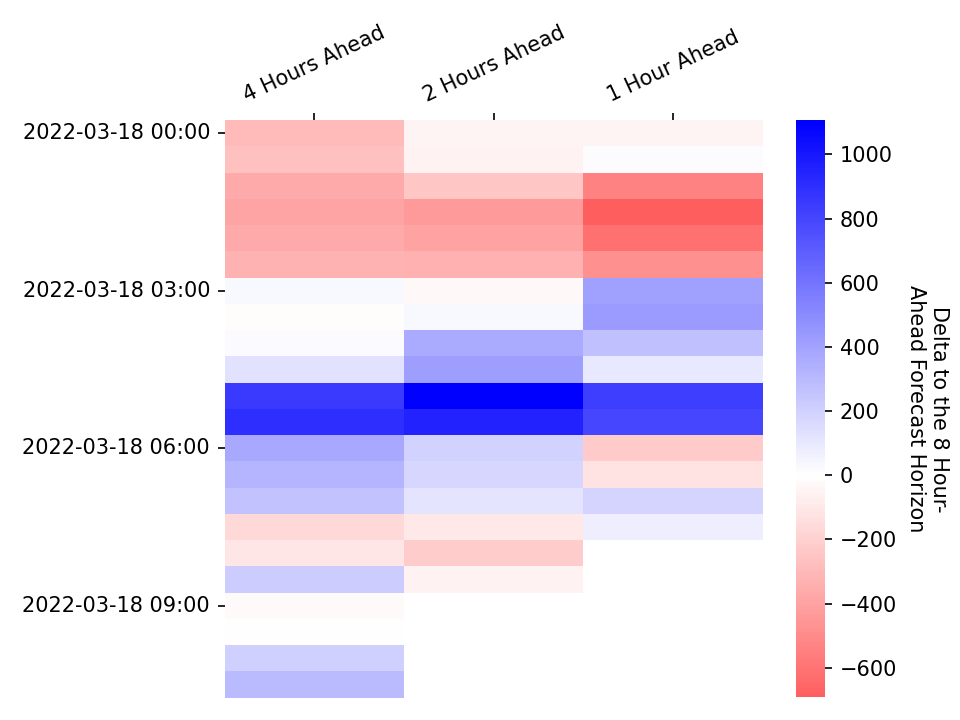 4 Hours Ahead
2 Hours Ahead
1 Hour Ahead
2022-03-18 00:00
2022-03-18 03:00
2022-03-18 06:00
2022-03-18 09:00
1000
800
600
400
200
0
−200
−400
−600
Delta to the 8 Hour-
Ahead Forecast Horizon